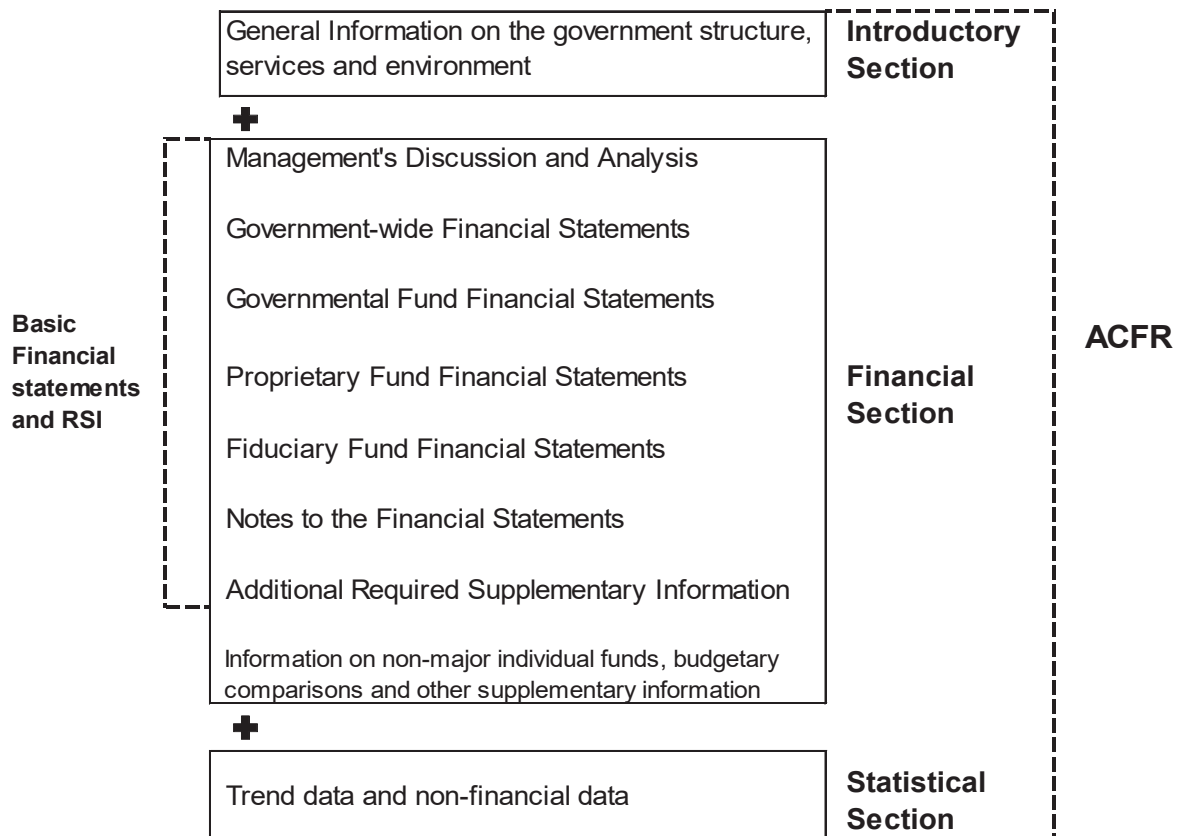 General Information on the government structure,
services and environment
Introductory
Section
Management's Discussion and Analysis
Government-wide Financial Statements
Governmental Fund Financial Statements
Basic
Financial
statements
and RSI
ACFR
Proprietary Fund Financial Statements
Financial
Section
Fiduciary Fund Financial Statements
Notes to the Financial Statements
Additional Required Supplementary Information
Information on non-major individual funds, budgetary
comparisons and other supplementary information
Trend data and non-financial data
Statistical
Section